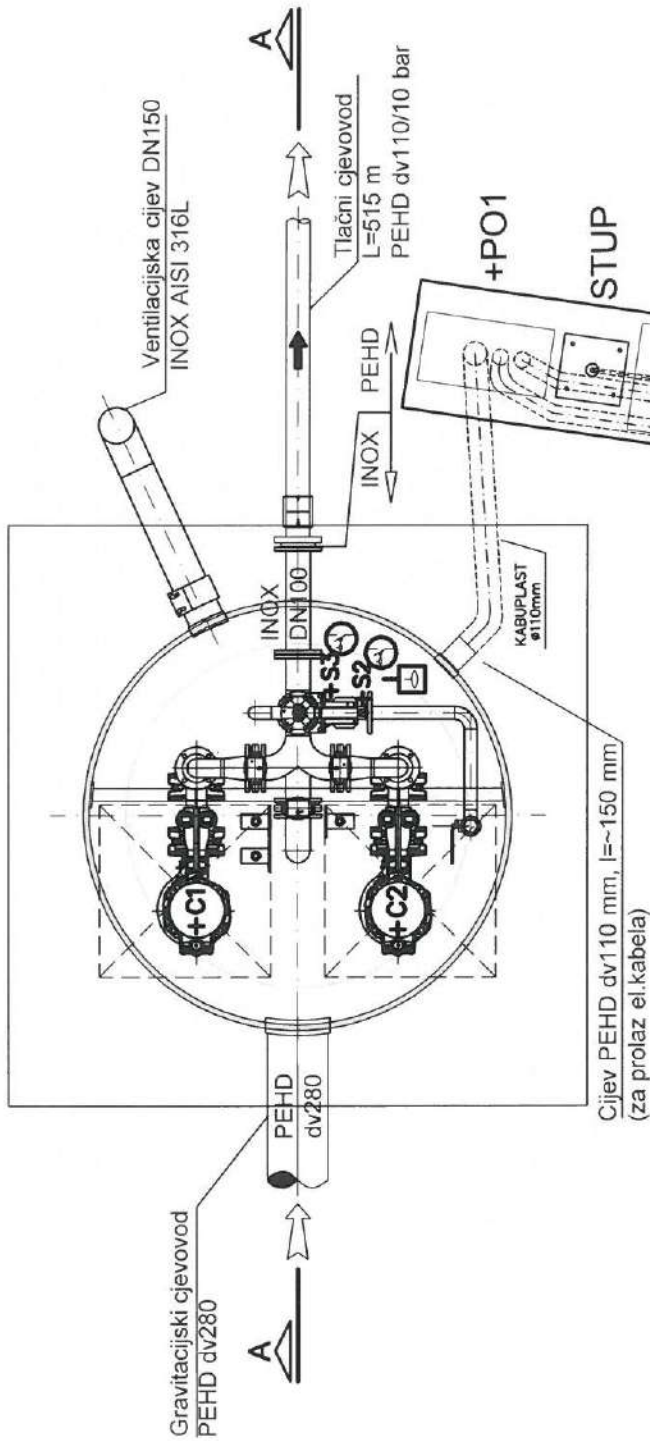 Gravitacijski cjevovod
PEHD dv280
A
PEHD
dv280
Ventilacijska cijev DN150
INOX AISI 316L
A
Tlačni cjevovod
L=515 m
PEHD dv110/10 bar
INOX
DN100
INOX
PEHD
+C1
+C2
+S3
+S2
KABUPLAST
ø110mm
+PO1
STUP
Cijev PEHD dv110 mm, l=~150 mm
(za prolaz el.kabela)